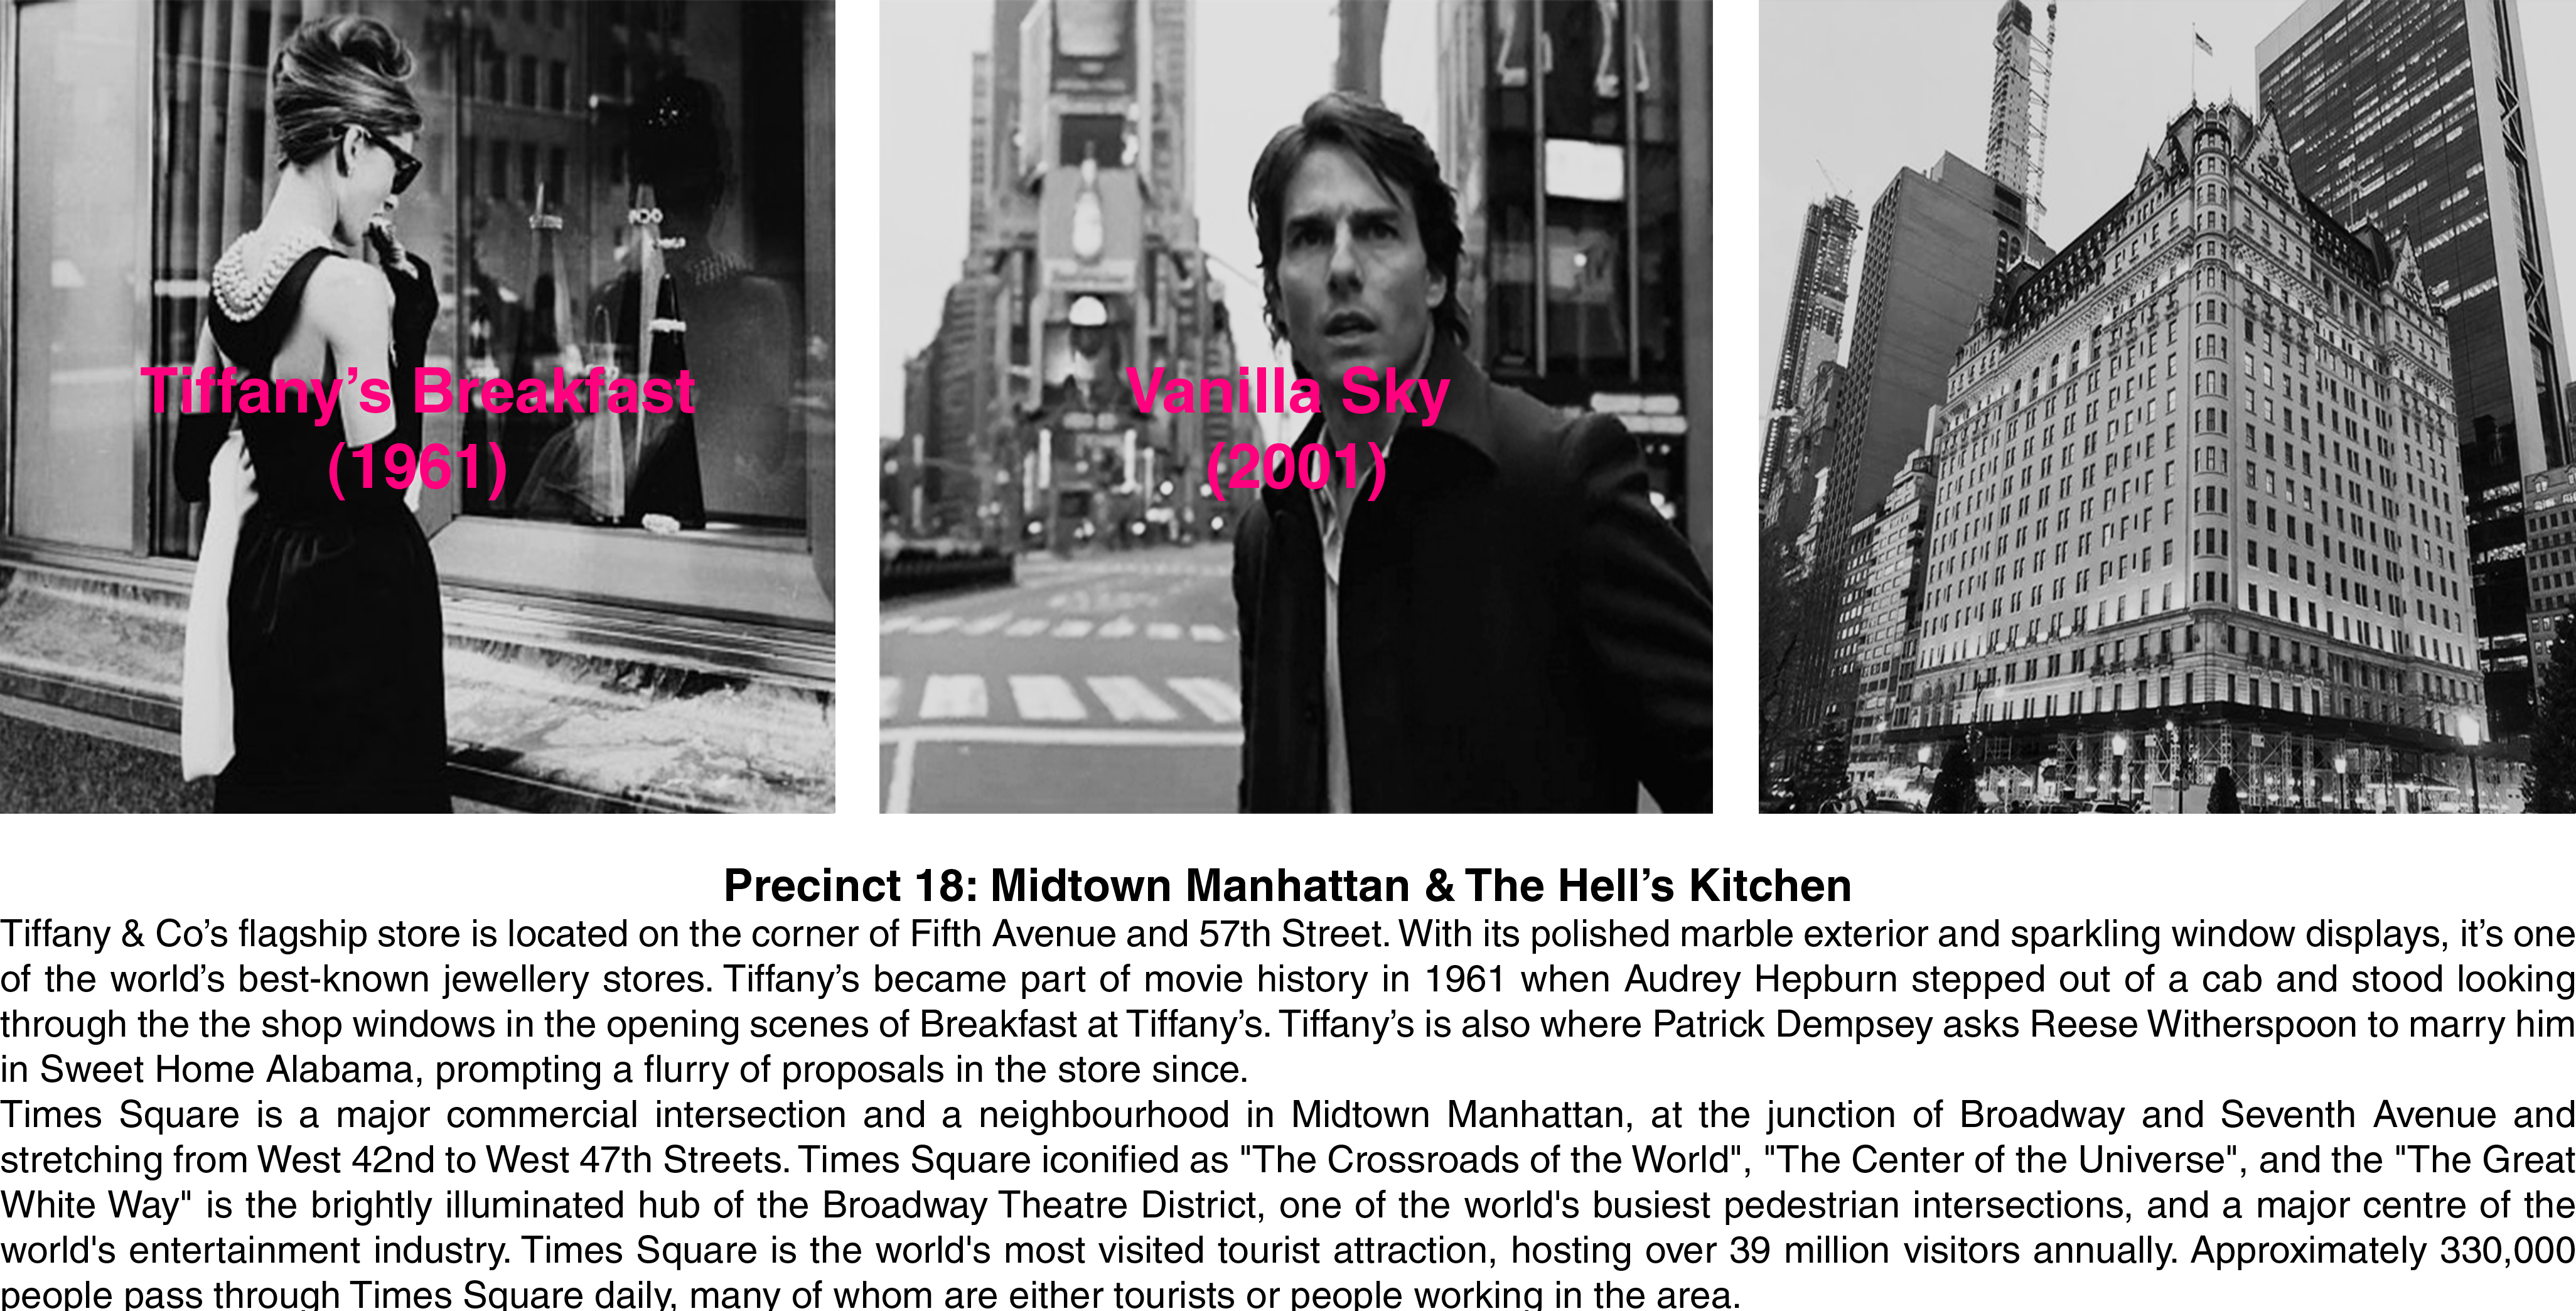 Tiffany’s Breakfast
(1961)
Vanilla Sky
(2001)
Precinct 18: Midtown Manhattan & The Hell’s Kitchen
Tiffany & Co’s flagship store is located on the corner of Fifth Avenue and 57th Street. With its polished marble exterior and sparkling window displays, it’s one
of the world’s best-known jewellery stores. Tiffany’s became part of movie history in 1961 when Audrey Hepburn stepped out of a cab and stood looking
through the the shop windows in the opening scenes of Breakfast at Tiffany’s. Tiffany’s is also where Patrick Dempsey asks Reese Witherspoon to marry him
in Sweet Home Alabama, prompting a flurry of proposals in the store since.
Times Square is a major commercial intersection and a neighbourhood in Midtown Manhattan, at the junction of Broadway and Seventh Avenue and
stretching from West 42nd to West 47th Streets. Times Square iconified as "The Crossroads of the World", "The Center of the Universe", and the "The Great
White Way" is the brightly illuminated hub of the Broadway Theatre District, one of the world's busiest pedestrian intersections, and a major centre of the
world's entertainment industry. Times Square is the world's most visited tourist attraction, hosting over 39 million visitors annually. Approximately 330,000
people pass through Times Square daily, many of whom are either tourists or people working in the area.